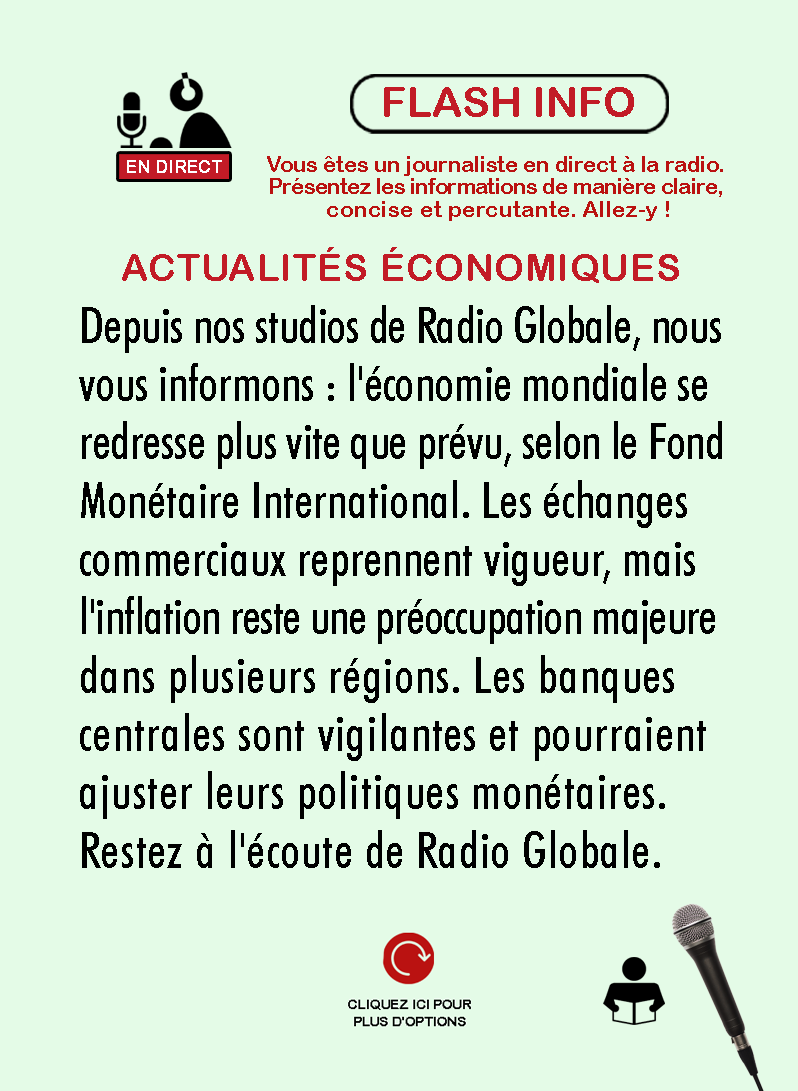 FLASH INFO
EN DIRECT
Vous êtes un journaliste en direct à la radio.
Présentez les informations de manière claire,
concise et percutante. Allez-y !
ACTUALITÉS ÉCONOMIQUES
Depuis nos studios de Radio Globale, nous
vous informons : l'économie mondiale se
redresse plus vite que prévu, selon le Fond
Monétaire International. Les échanges
commerciaux reprennent vigueur, mais
l'inflation reste une préoccupation majeure
dans plusieurs régions. Les banques
centrales sont vigilantes et pourraient
ajuster leurs politiques monétaires.
Restez à l'écoute de Radio Globale.
CLIQUEZ ICI POUR
PLUS D'OPTIONS